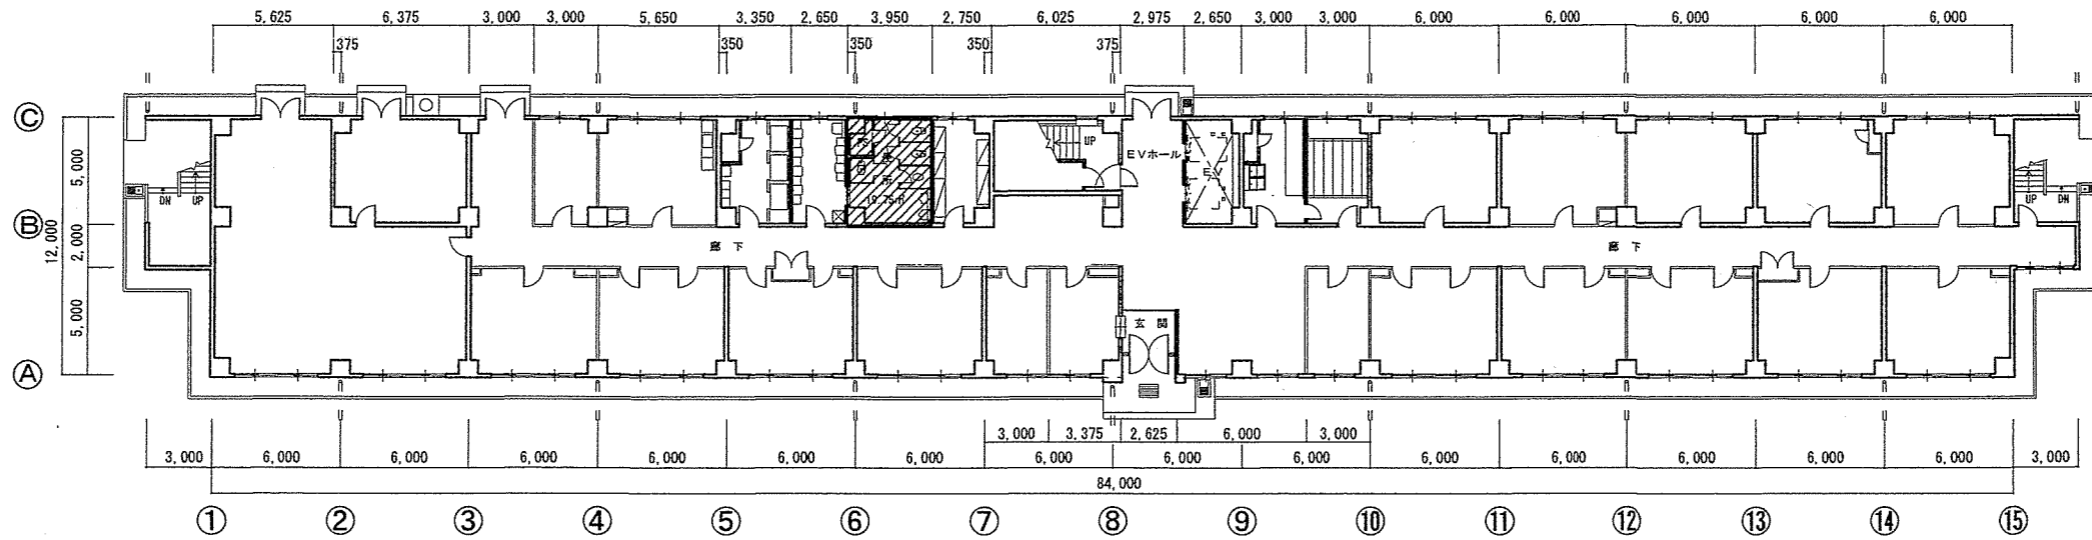 5,625 6,375 3,000 3,000 5,650 3,350 2,650 3,950 2,750 6,025 2,975 2,650 3,000 3,000 6,000 6,000 6,000 6,000 6,000
375 350 350 350 375
Ⓒ
5,000
UP
EVホール
EV
便
所
DN UP
UP DN
Ⓑ
12,000
2,000
廊 下
廊 下
5,000
玄 関
Ⓐ
3,000 3,375 2,625 6,000 3,000
3,000 6,000 6,000 6,000 6,000 6,000 6,000 6,000 6,000 6,000 6,000 6,000 6,000 6,000 6,000 3,000
84,000
① ② ③ ④ ⑤ ⑥ ⑦ ⑧ ⑨ ⑩ ⑪ ⑫ ⑬ ⑭ ⑮